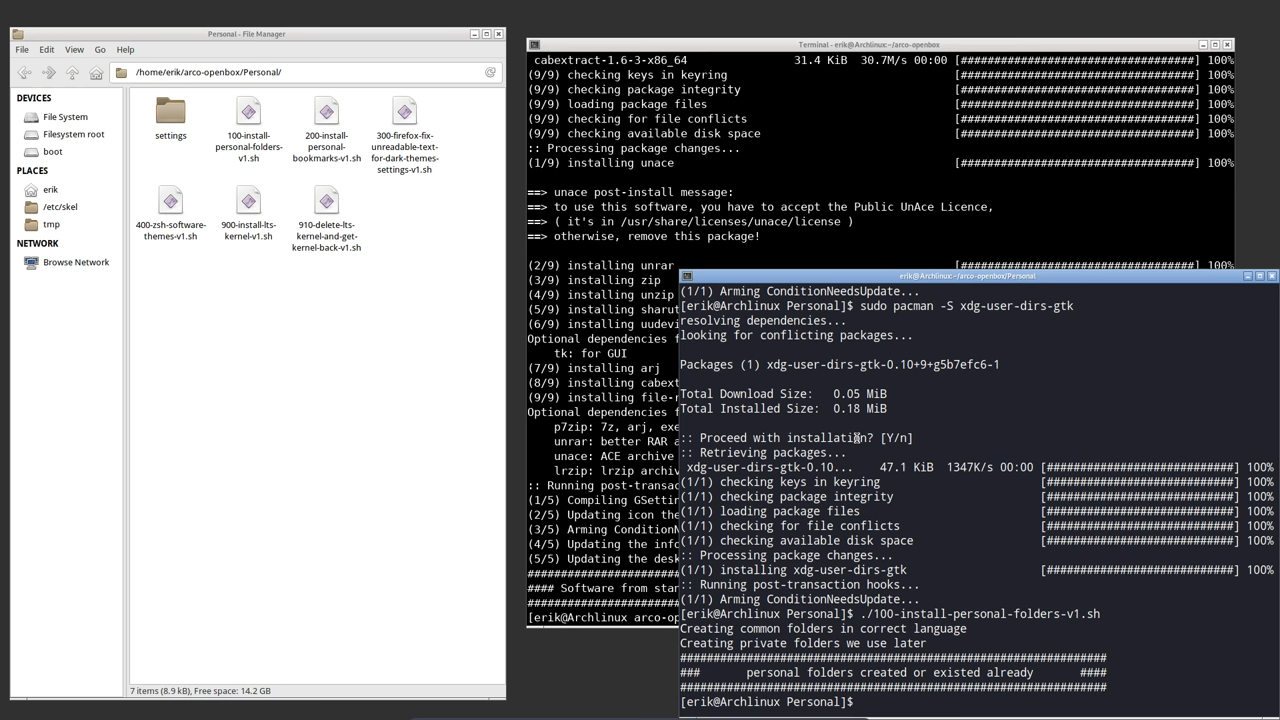 Personal - File Manager
File Edit View Go Help
/home/erik/arco-openbox/Personal/
DEVICES
File System
Filesystem root
boot
PLACES
erik
/etc/skel
tmp
NETWORK
Browse Network
settings
100-install-
personal-folders-
v1.sh
200-install-
personal-
bookmarks-v1.sh
300-firefox-fix-
unreadable-text-
for-dark-themes-
settings-v1.sh
400-zsh-software-
themes-v1.sh
900-install-lts-
kernel-v1.sh
910-delete-lts-
kernel-and-get-
kernel-back-v1.sh
7 items (8.9 kB), Free space: 14.2 GB
Terminal - erik@Archlinux:~/arco-openbox
cabextract-1.6-3-x86_64 31.4 KiB 30.7M/s 00:00 [###################################] 100%
(9/9) checking keys in keyring [###################################] 100%
(9/9) checking package integrity [###################################] 100%
(9/9) loading package files [###################################] 100%
(9/9) checking for file conflicts [###################################] 100%
(9/9) checking available disk space [###################################] 100%
:: Processing package changes...
(1/9) installing unace [###################################] 100%
==> unace post-install message:
==> to use this software, you have to accept the Public UnAce Licence,
==> ( it's in /usr/share/licenses/unace/license )
==> otherwise, remove this package!
(2/9) installing unrar [###################################] 100%
(3/9) installing zip
(4/9) installing unzip
(5/9) installing sharut
(6/9) installing uudevi
Optional dependencies f
tk: for GUI
(7/9) installing arj
(8/9) installing cabext
(9/9) installing file-r
Optional dependencies f
p7zip: 7z, arj, exe
unrar: better RAR a
unace: ACE archive
lrzip: lrzip archiv
:: Running post-transac
(1/5) Compiling GSettin
(2/5) Updating icon the
(3/5) Arming ConditionN
(4/5) Updating the info
(5/5) Updating the desk
#######################
#### Software from stan
#######################
[erik@Archlinux arco-op
erik@Archlinux:~/arco-openbox/Personal
(1/1) Arming ConditionNeedsUpdate...
[erik@Archlinux Personal]$ sudo pacman -S xdg-user-dirs-gtk
resolving dependencies...
looking for conflicting packages...
Packages (1) xdg-user-dirs-gtk-0.10+9+g5b7efc6-1
Total Download Size: 0.05 MiB
Total Installed Size: 0.18 MiB
:: Proceed with installation? [Y/n]
:: Retrieving packages...
xdg-user-dirs-gtk-0.10... 47.1 KiB 1347K/s 00:00 [############################] 100%
(1/1) checking keys in keyring [############################] 100%
(1/1) checking package integrity [############################] 100%
(1/1) loading package files [############################] 100%
(1/1) checking for file conflicts [############################] 100%
(1/1) checking available disk space [############################] 100%
:: Processing package changes...
(1/1) installing xdg-user-dirs-gtk [############################] 100%
:: Running post-transaction hooks...
(1/1) Arming ConditionNeedsUpdate...
[erik@Archlinux Personal]$ ./100-install-personal-folders-v1.sh
Creating common folders in correct language
Creating private folders we use later
################################################################
### personal folders created or existed already ####
################################################################
[erik@Archlinux Personal]$